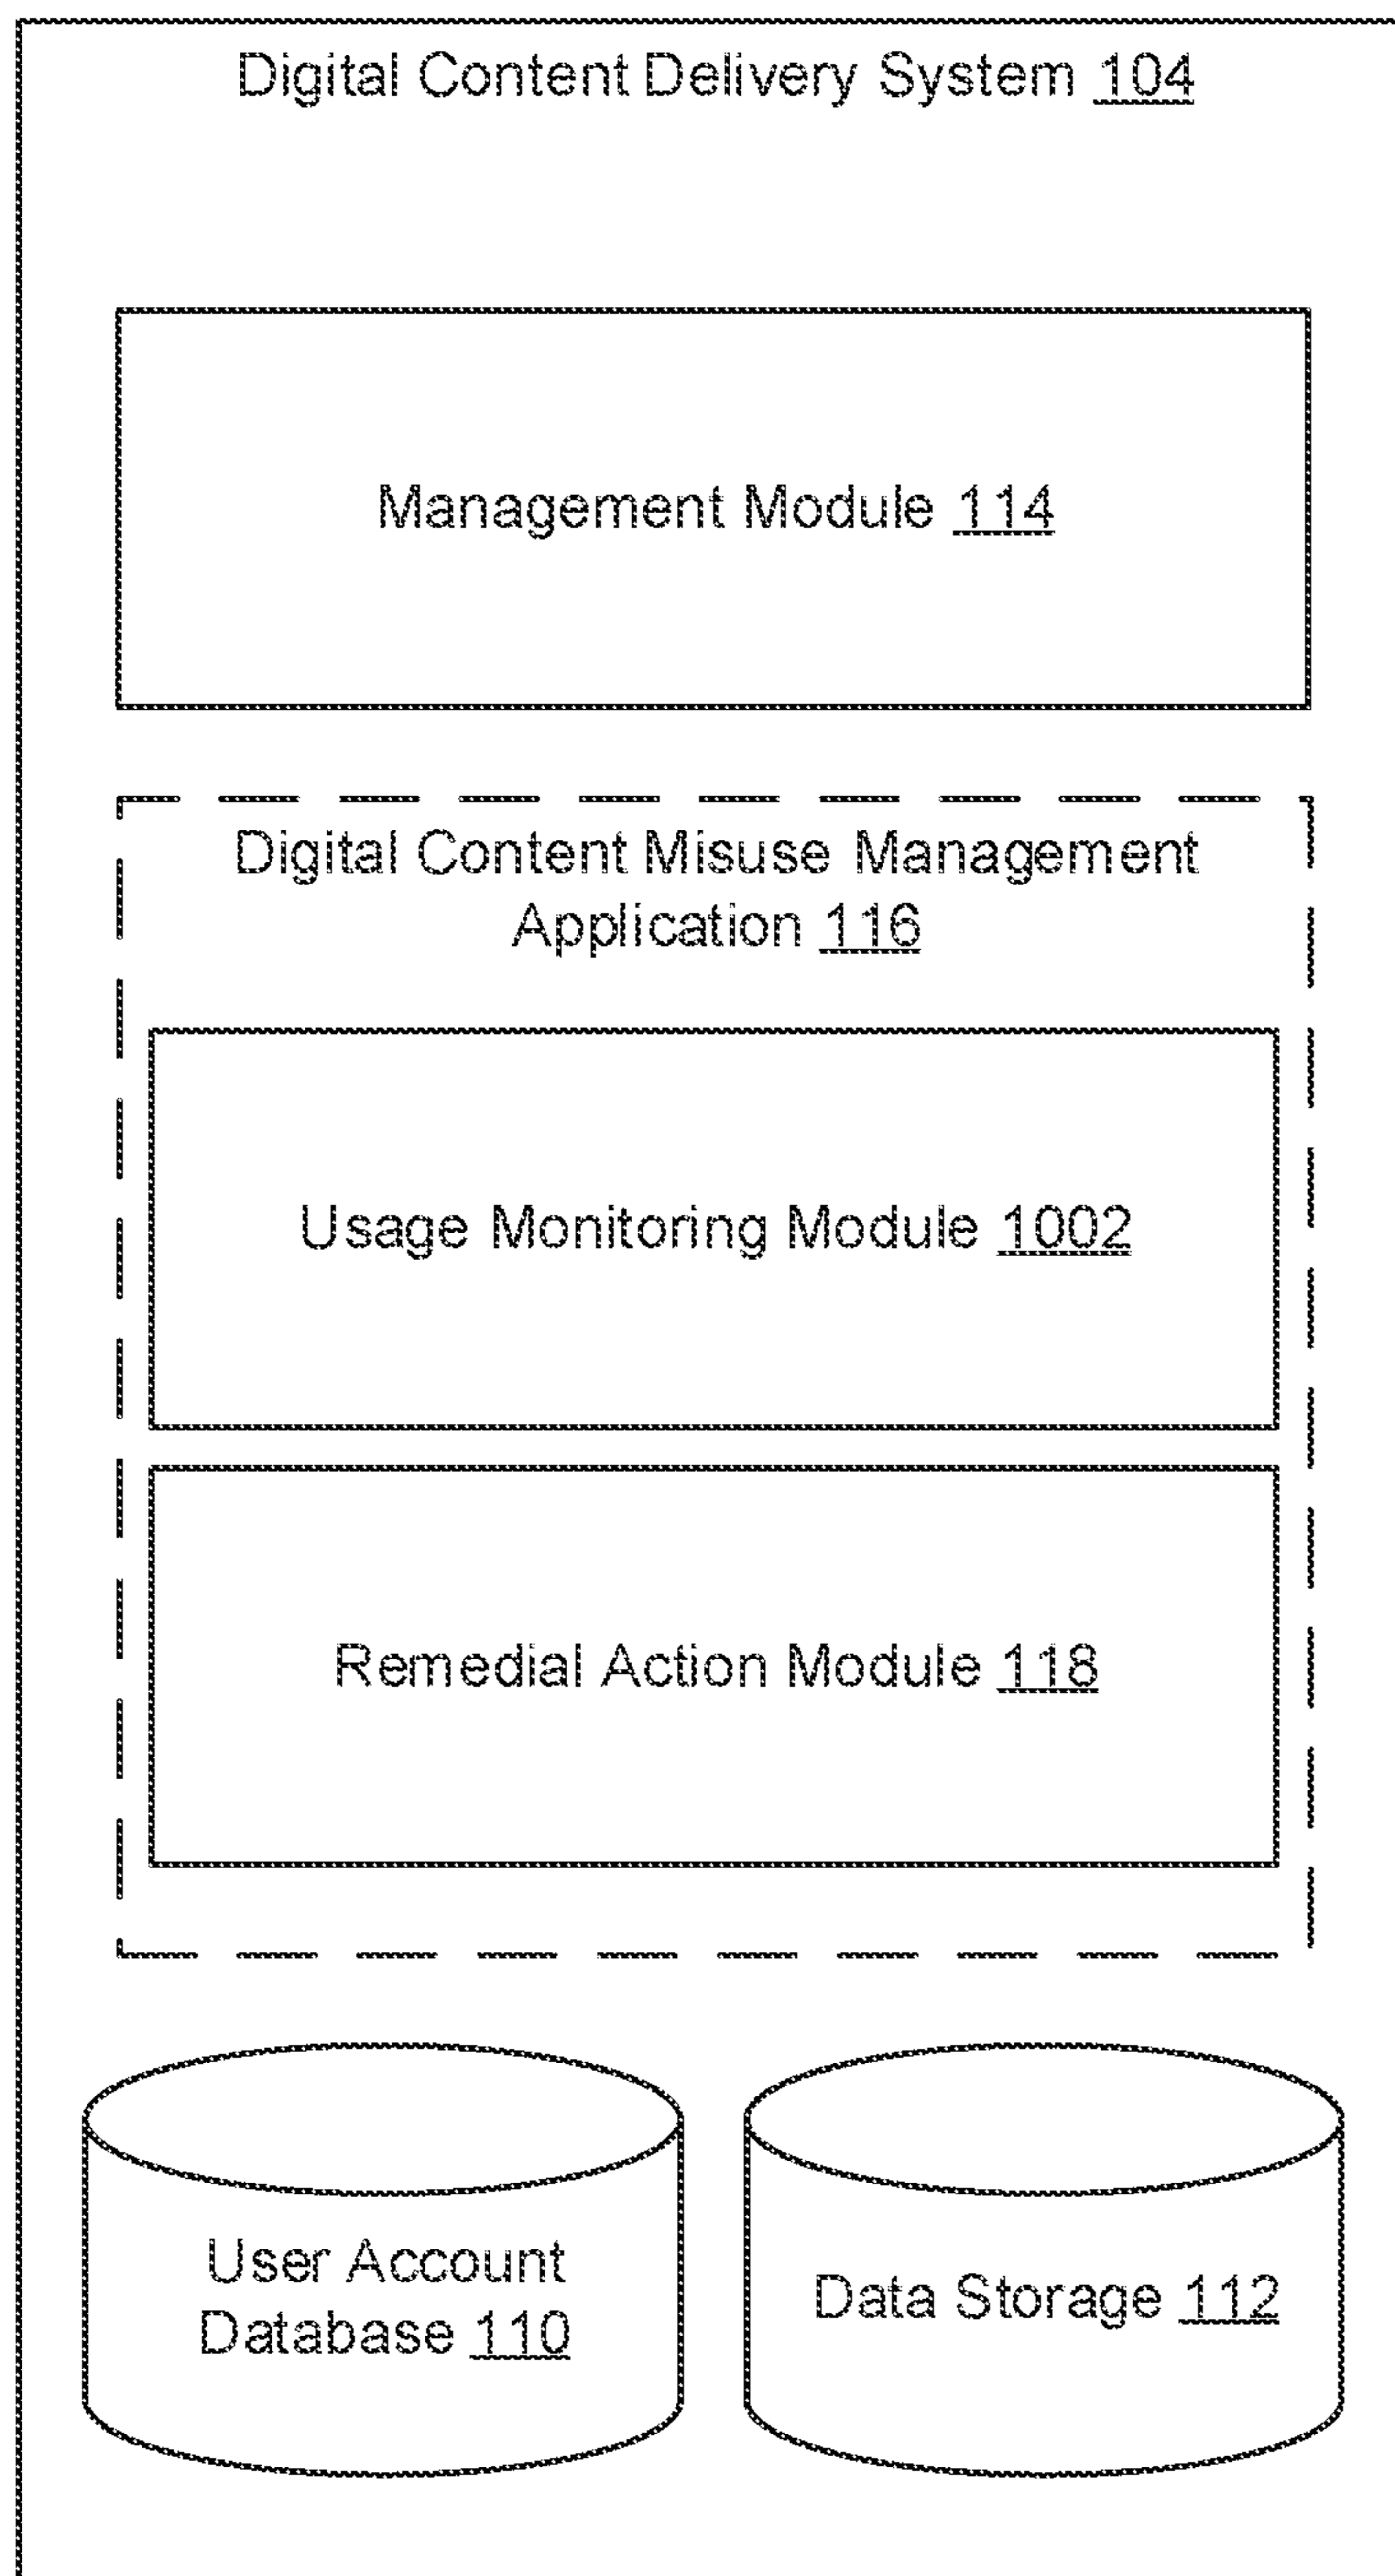 Digital Content Delivery System 104
Management Module 114
Digital Content Misuse Management
Application 116
Usage Monitoring Module 1002
Remedial Action Module 118
User Account
Database 110
Data Storage 112